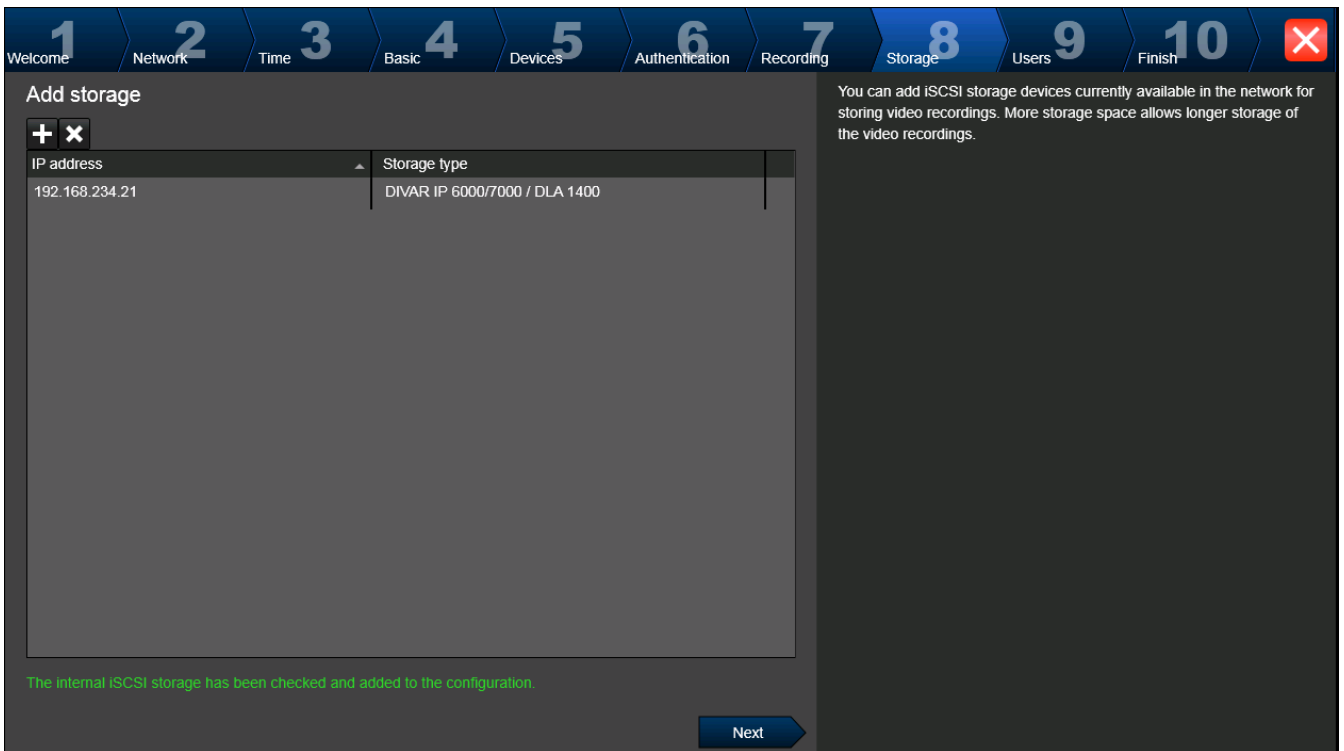 1 Welcome
2 Network
3 Time
4 Basic
5 Devices
6 Authentication
7 Recording
8 Storage
9 Users
10 Finish
Add storage
IP address Storage type
192.168.234.21 DIVAR IP 6000/7000 / DLA 1400
The internal iSCSI storage has been checked and added to the configuration.
Next
You can add iSCSI storage devices currently available in the network for
storing video recordings. More storage space allows longer storage of
the video recordings.